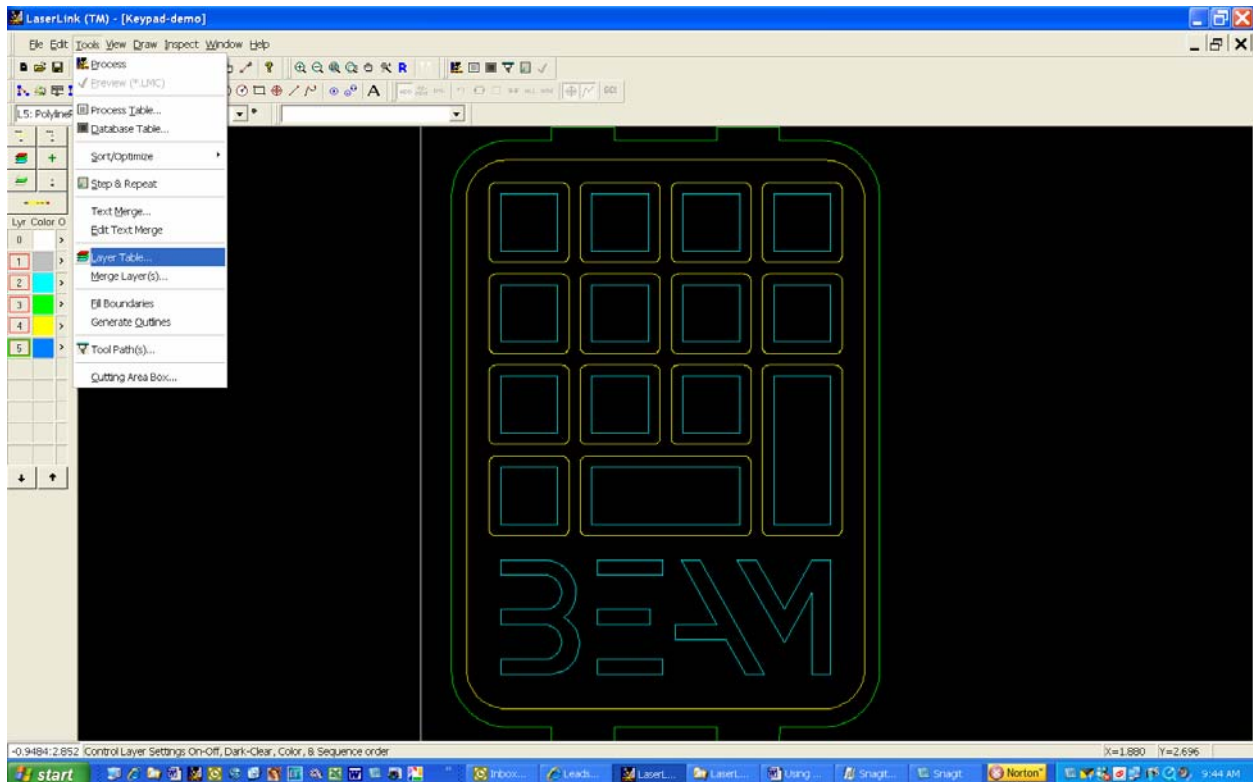 LaserLink (TM) - [Keypad-demo]
File Edit Tools View Draw Inspect Window Help
Process
Preview (*.LMC)
R
A
GO!
L5: Polyline
Process Table...
Database Table...
Sort/Optimize
Step & Repeat
Text Merge...
Edit Text Merge
Lyr Color O
0
Layer Table...
1
Merge Layer(s)...
2
3
Fill Boundaries
4
Generate Outlines
5
Tool Path(s)...
Cutting Area Box...
BEAM
-0.9484:2.852 Control Layer Settings On-Off, Dark-Clear, Color, & Sequence order X=1.880 Y=2.696
start Inbox... Leads... LaserL... LaserL... Using ... Snagit... Snagit Norton™ 9:44 AM